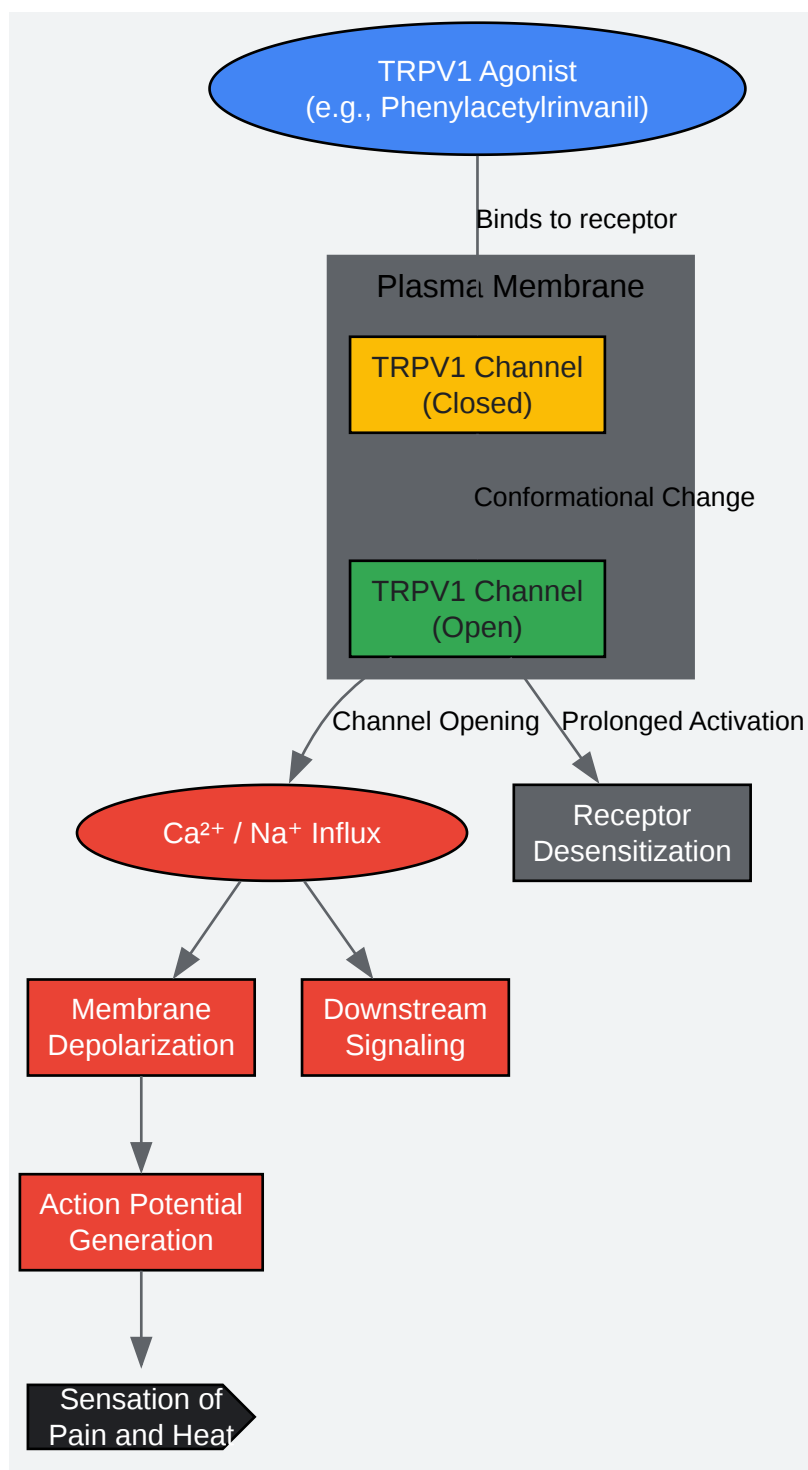 TRPV1 Agonist
(e.g., Phenylacetylrinvanil)
Binds to receptor
Plasma Membrane
TRPV1 Channel
(Closed)
Conformational Change
TRPV1 Channel
(Open)
Channel Opening
Prolonged Activation
Ca²⁺ / Na⁺ Influx
Receptor
Desensitization
Membrane
Depolarization
Downstream
Signaling
Action Potential
Generation
Sensation of
Pain and Heat